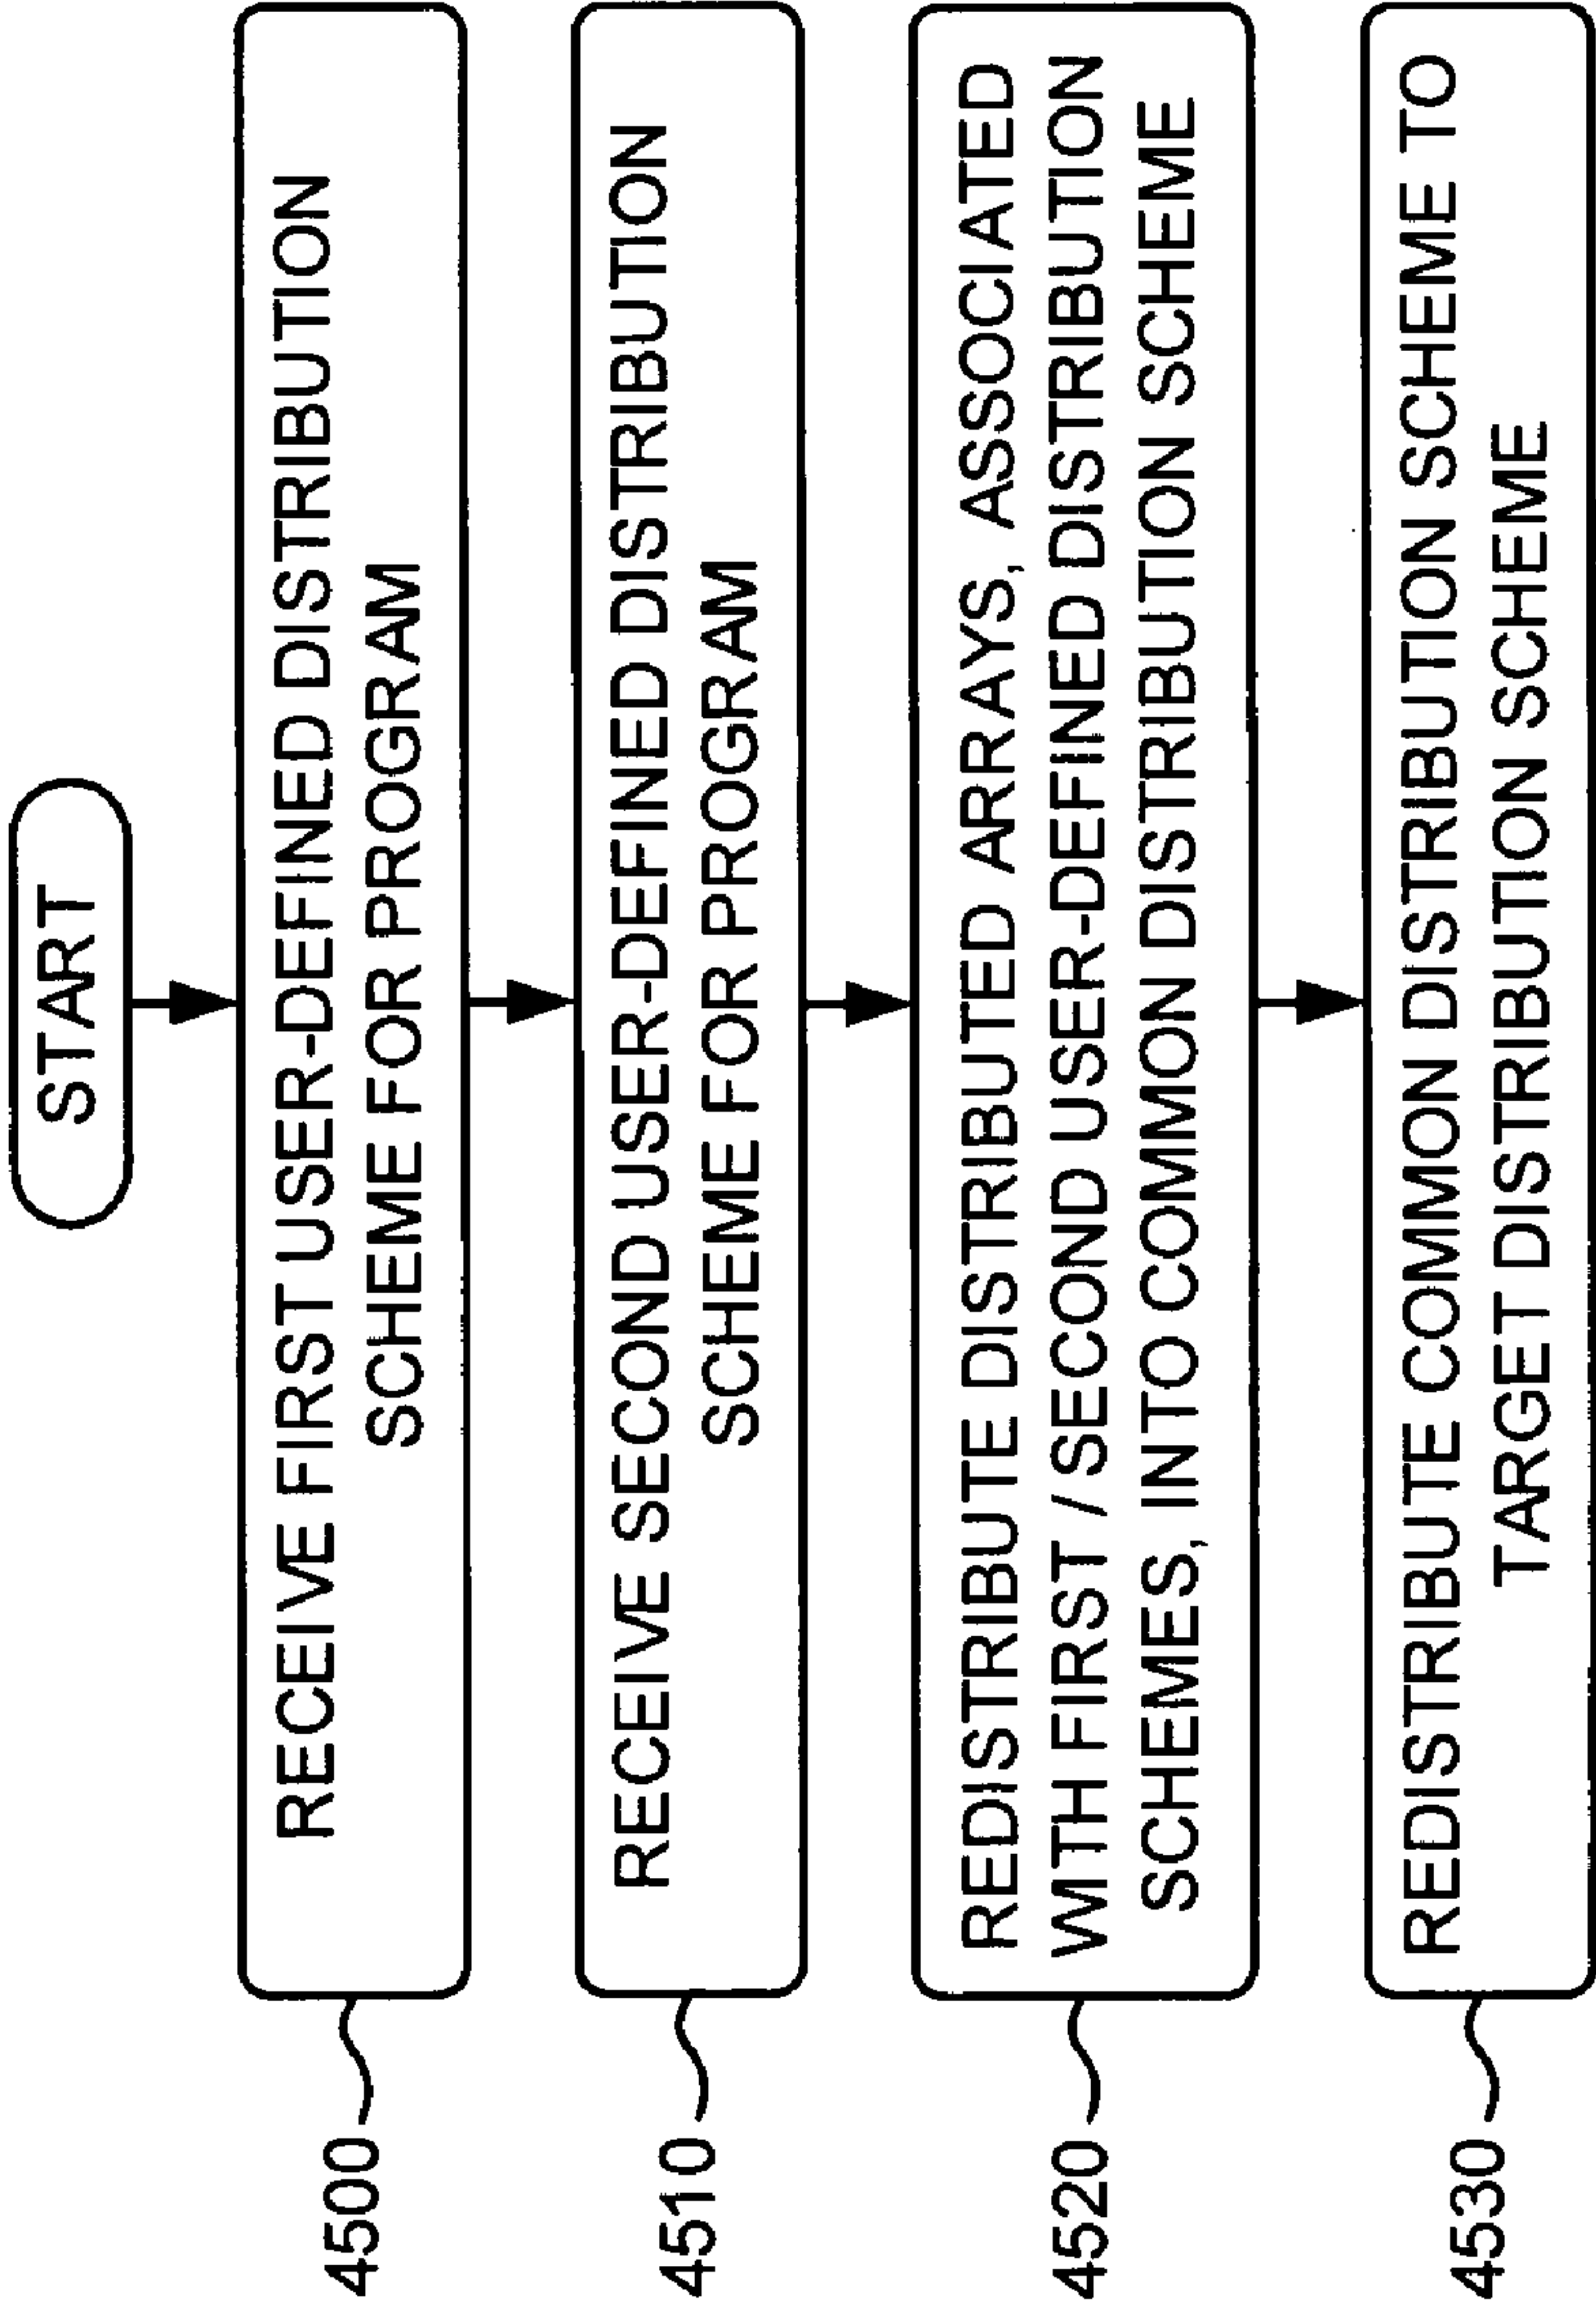 START
4500
RECEIVE FIRST USER-DEFINED DISTRIBUTION
SCHEME FOR PROGRAM
4510
RECEIVE SECOND USER-DEFINED DISTRIBUTION
SCHEME FOR PROGRAM
4520
REDISTRIBUTE DISTRIBUTED ARRAYS, ASSOCIATED
WITH FIRST / SECOND USER-DEFINED DISTRIBUTION
SCHEMES, INTO COMMON DISTRIBUTION SCHEME
4530
REDISTRIBUTE COMMON DISTRIBUTION SCHEME TO
TARGET DISTRIBUTION SCHEME